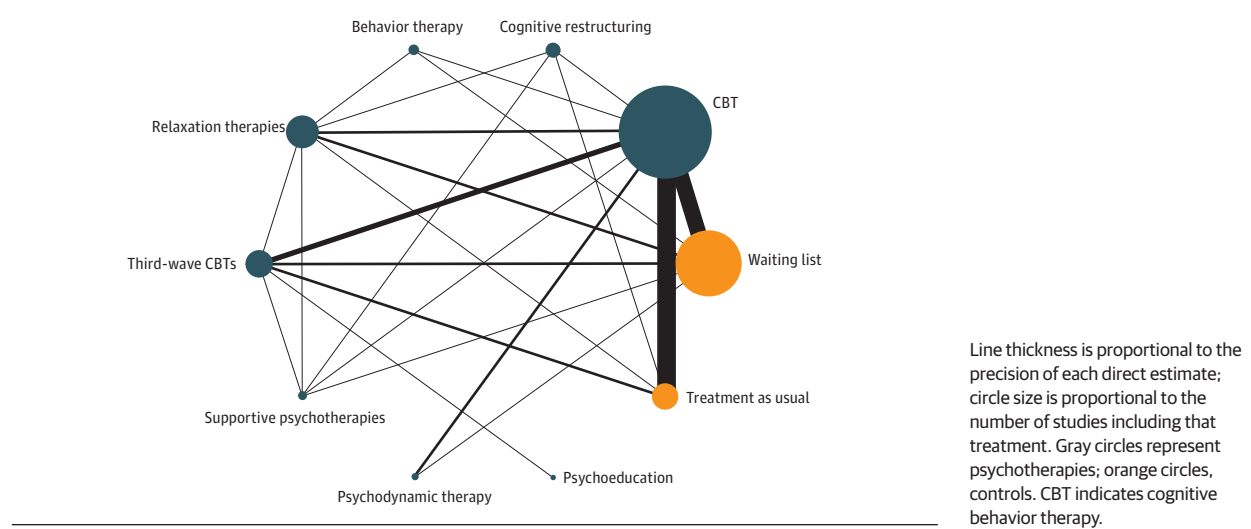 Behavior therapy
Cognitive restructuring
CBT
Relaxation therapies
Third-wave CBTs
Waiting list
Treatment as usual
Supportive psychotherapies
Psychoeducation
Psychodynamic therapy
Line thickness is proportional to the
precision of each direct estimate;
circle size is proportional to the
number of studies including that
treatment. Gray circles represent
psychotherapies; orange circles,
controls. CBT indicates cognitive
behavior therapy.